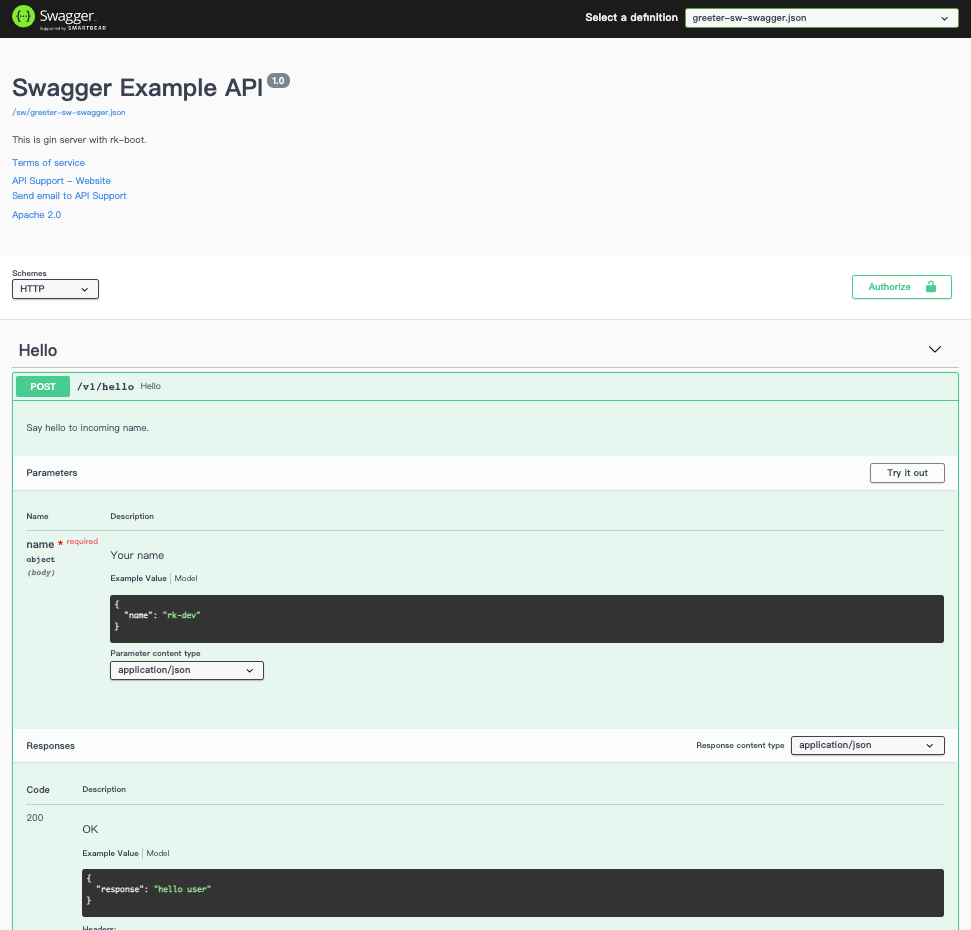 Swagger
Supported by SMARTBEAR
Select a definition
greeter-sw-swagger.json
Swagger Example API 1.0
/sw/greeter-sw-swagger.json
This is gin server with rk-boot.
Terms of service
API Support - Website
Send email to API Support
Apache 2.0
Schemes
HTTP
Authorize
Hello
POST /v1/hello Hello
Say hello to incoming name.
Parameters
Try it out
Name Description
name * required
object
(body)
Your name
Example Value | Model
{
"name": "rk-dev"
}
Parameter content type
application/json
Responses
Response content type
application/json
Code Description
200
OK
Example Value | Model
{
"response": "hello user"
}
Headers: